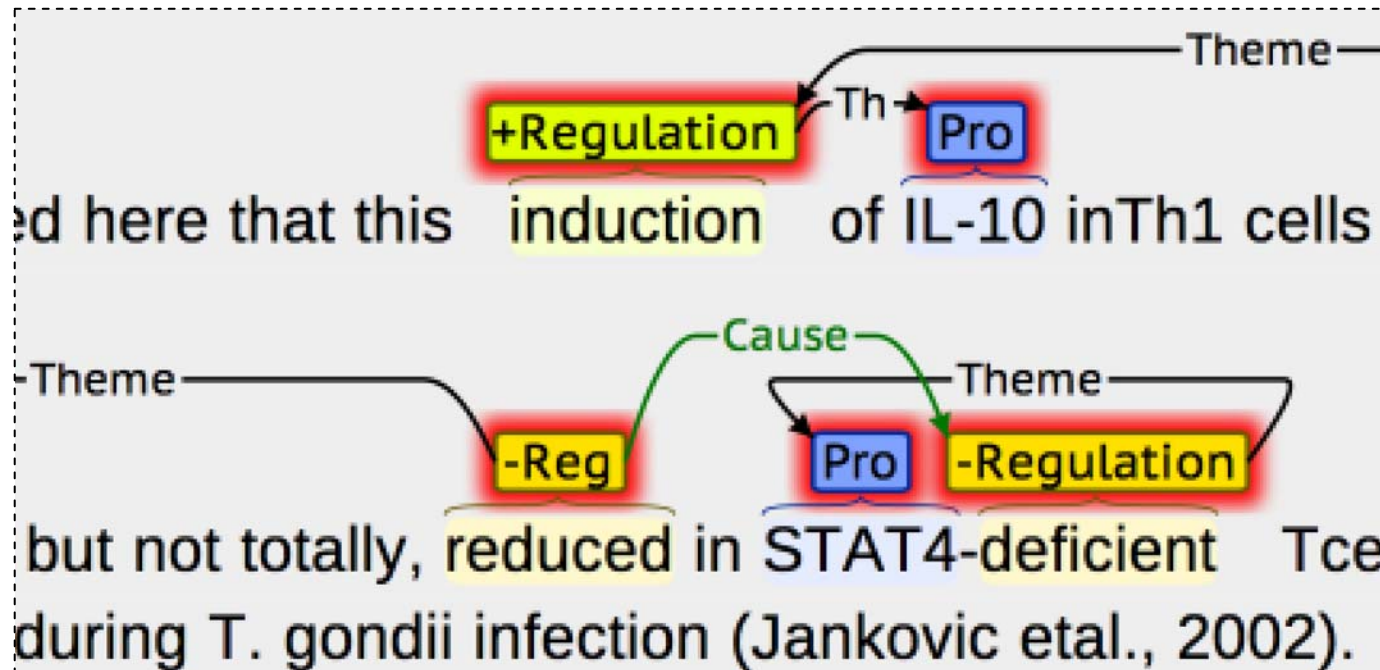 Theme
Th
+Regulation Pro
ed here that this induction of IL-10 inTh1 cells
Cause
Theme Theme
-Reg Pro -Regulation
but not totally, reduced in STAT4-deficient Tce
during T. gondii infection (Jankovic etal., 2002).